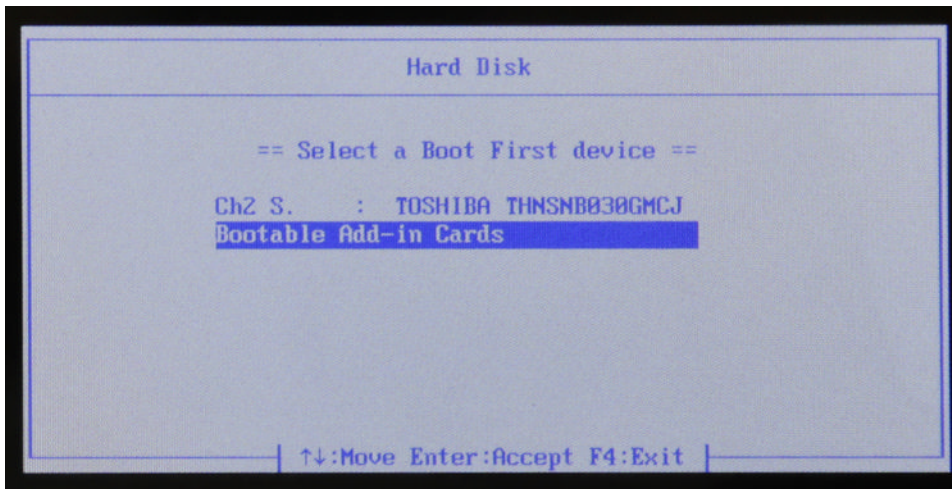 Hard Disk
== Select a Boot First device ==
Ch2 S. : TOSHIBA THNSNB030GMCJ
Bootable Add-in Cards
↑↓:Move Enter:Accept F4:Exit